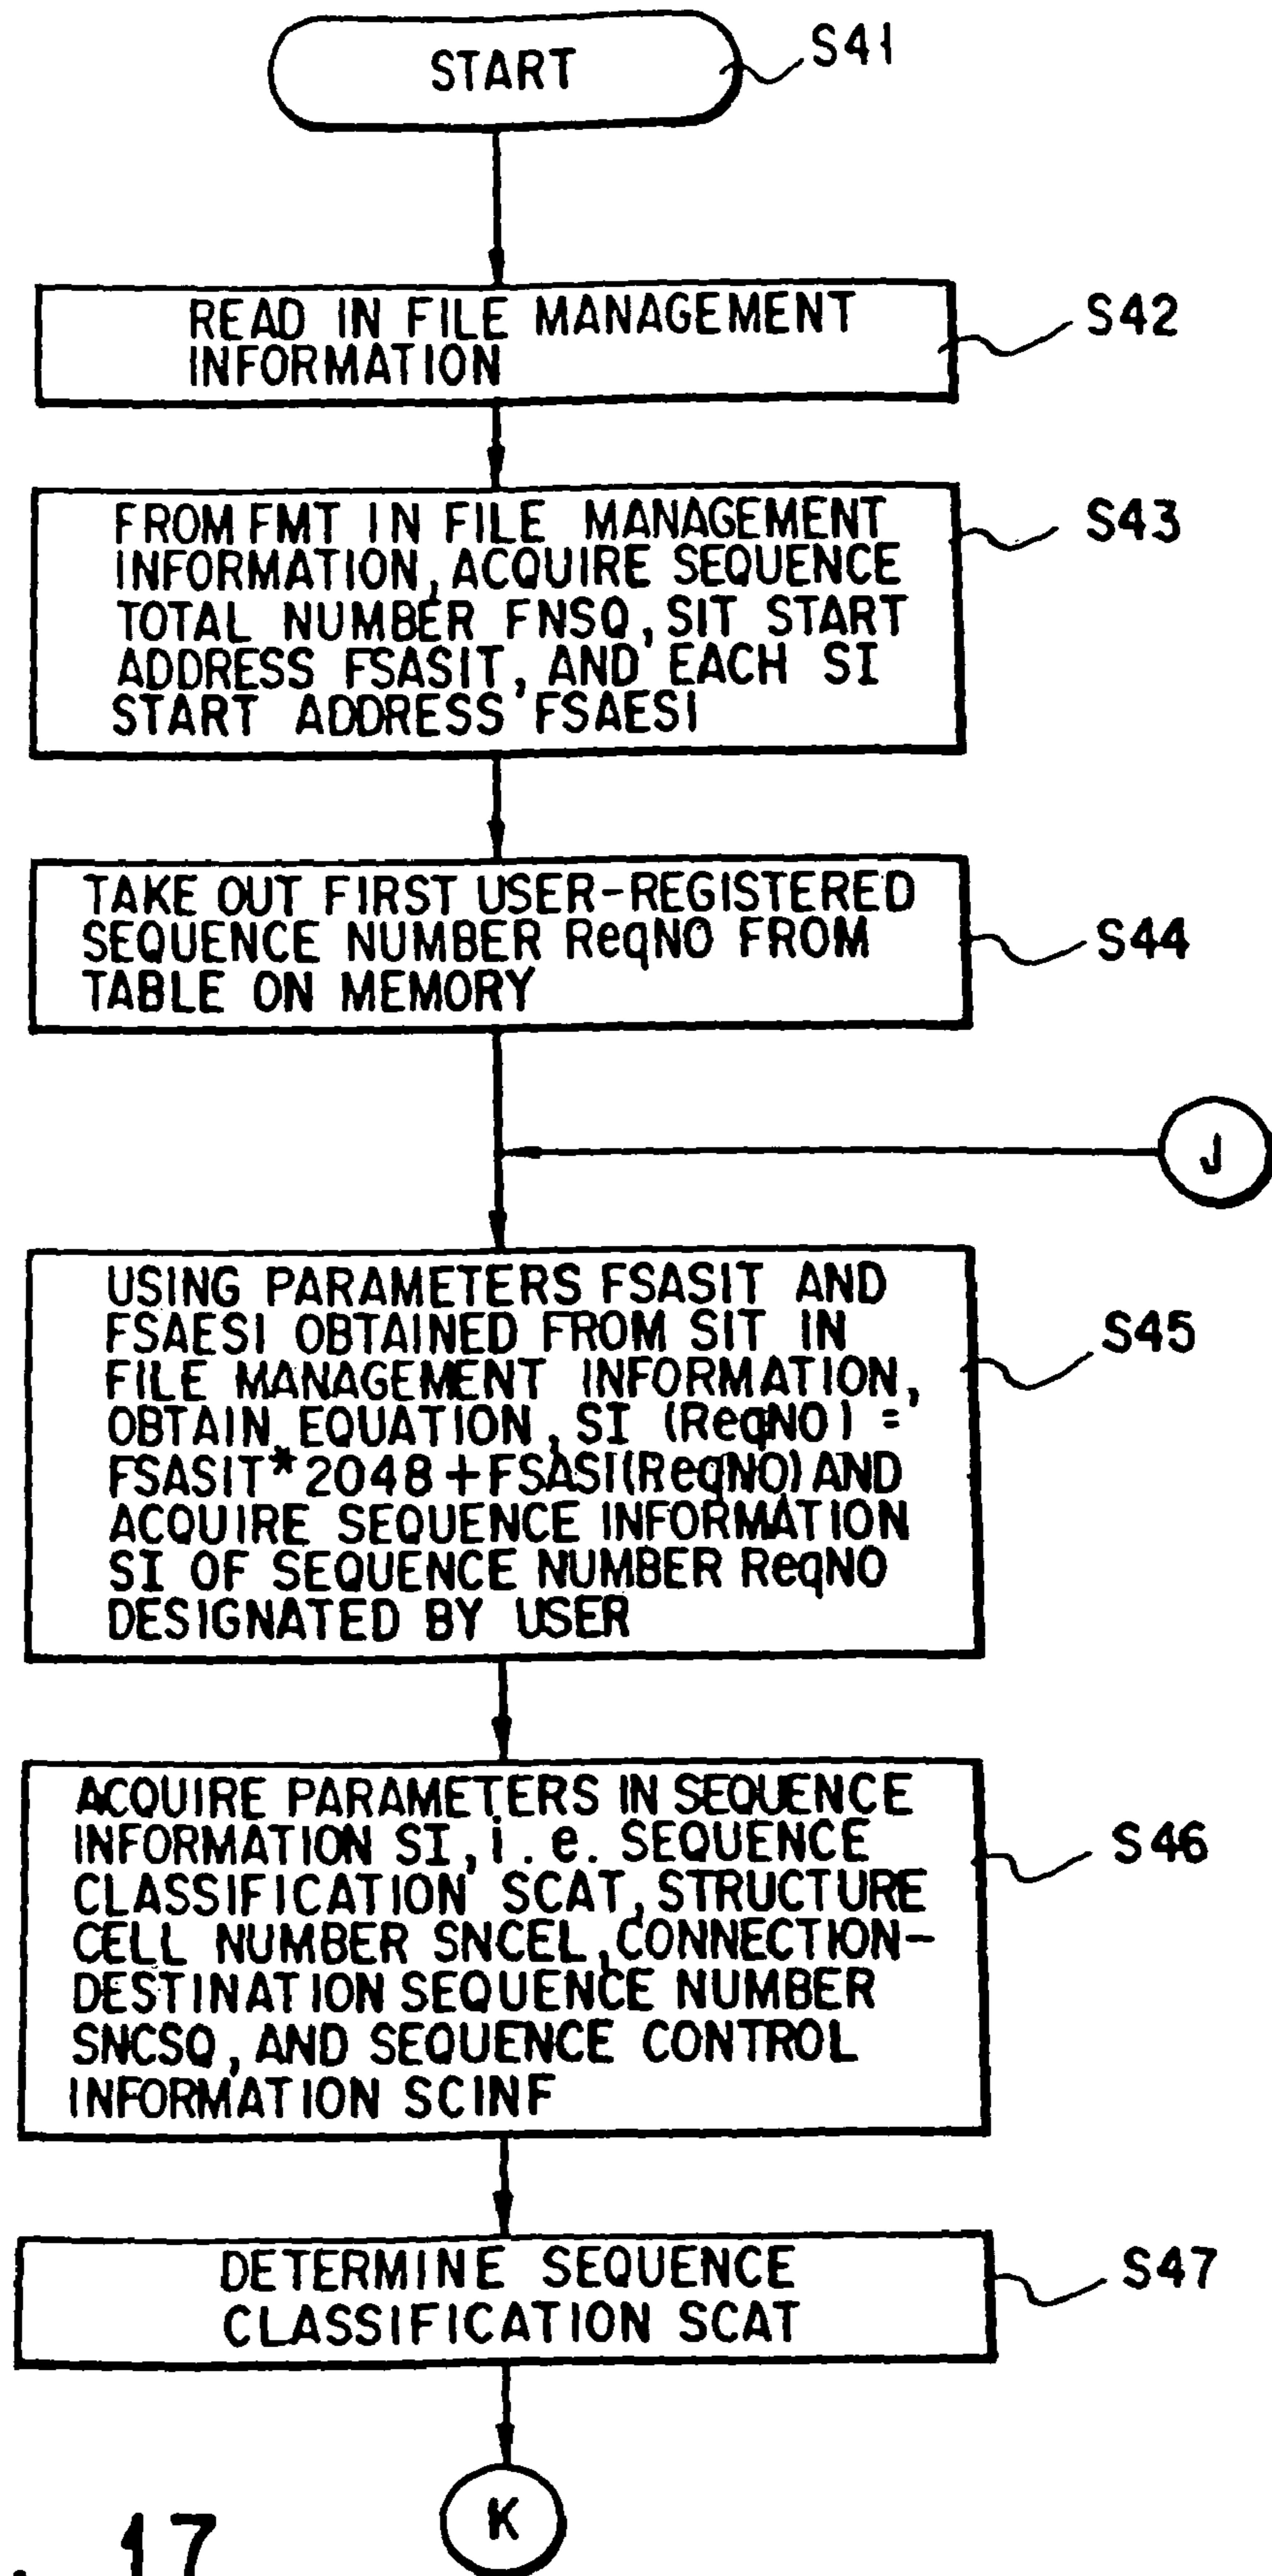 START
S41
READ IN FILE MANAGEMENT
INFORMATION
S42
FROM FMT IN FILE MANAGEMENT
INFORMATION, ACQUIRE SEQUENCE
TOTAL NUMBER FNSQ, SIT START
ADDRESS FSASIT, AND EACH SI
START ADDRESS FSAESI
S43
TAKE OUT FIRST USER-REGISTERED
SEQUENCE NUMBER ReqNO FROM
TABLE ON MEMORY
S44
J
USING PARAMETERS FSASIT AND
FSAESI OBTAINED FROM SIT IN
FILE MANAGEMENT INFORMATION,
OBTAIN EQUATION, SI (ReqNO) =
FSASIT*2048+FSASI(ReqNO) AND
ACQUIRE SEQUENCE INFORMATION
SI OF SEQUENCE NUMBER ReqNO
DESIGNATED BY USER
S45
ACQUIRE PARAMETERS IN SEQUENCE
INFORMATION SI, i.e. SEQUENCE
CLASSIFICATION SCAT, STRUCTURE
CELL NUMBER SNCEL, CONNECTION-
DESTINATION SEQUENCE NUMBER
SNCSQ, AND SEQUENCE CONTROL
INFORMATION SCINF
S46
DETERMINE SEQUENCE
CLASSIFICATION SCAT
S47
K
17